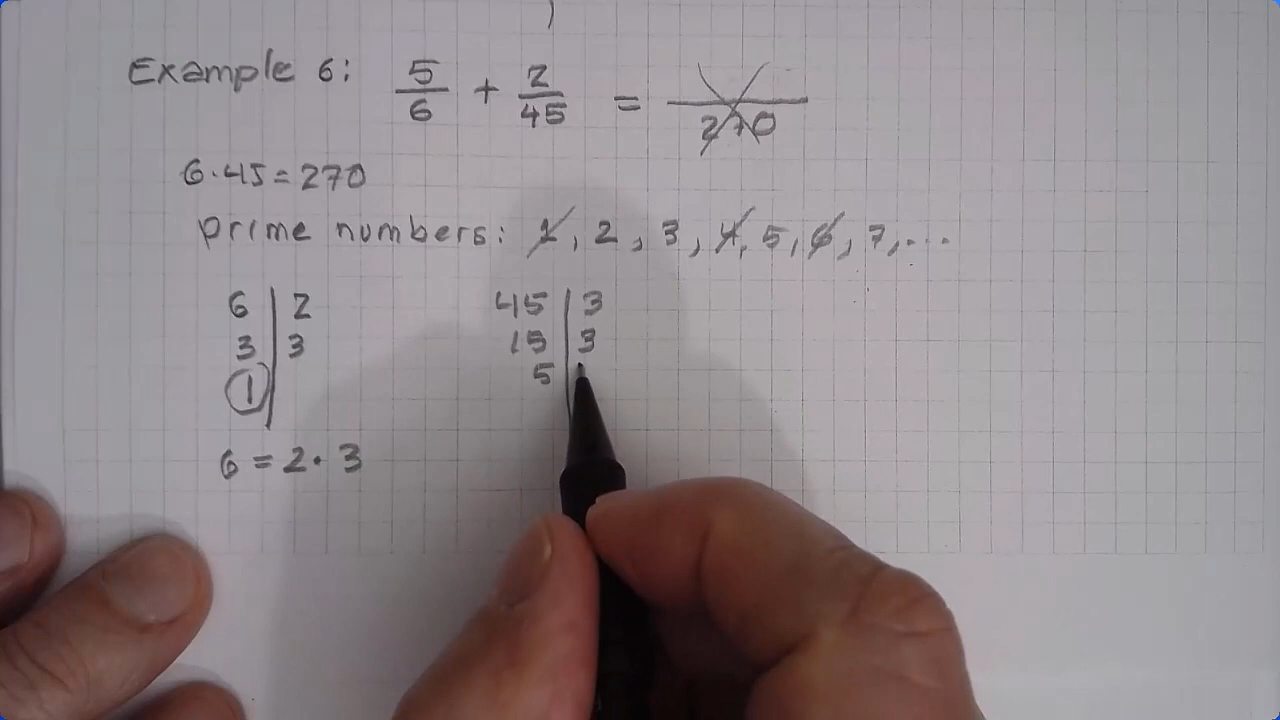 Example 6: 5/6 + 2/45 = /270
6·45=270
prime numbers: 1, 2, 3, 4, 5, 6, 7, ...
6 | 2
3 | 3
1
45 | 3
15 | 3
5
6 = 2· 3